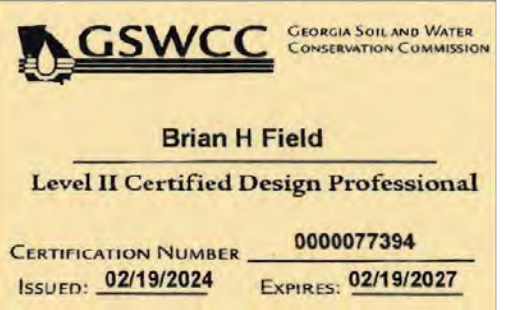 GSWCC
GEORGIA SOIL AND WATER
CONSERVATION COMMISSION
Brian H Field
Level II Certified Design Professional
CERTIFICATION NUMBER 0000077394
ISSUED: 02/19/2024 EXPIRES: 02/19/2027